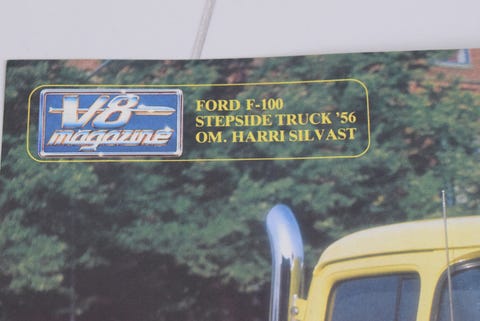 V8
magazine
FORD F-100
STEPSIDE TRUCK '56
OM. HARRI SILVAST